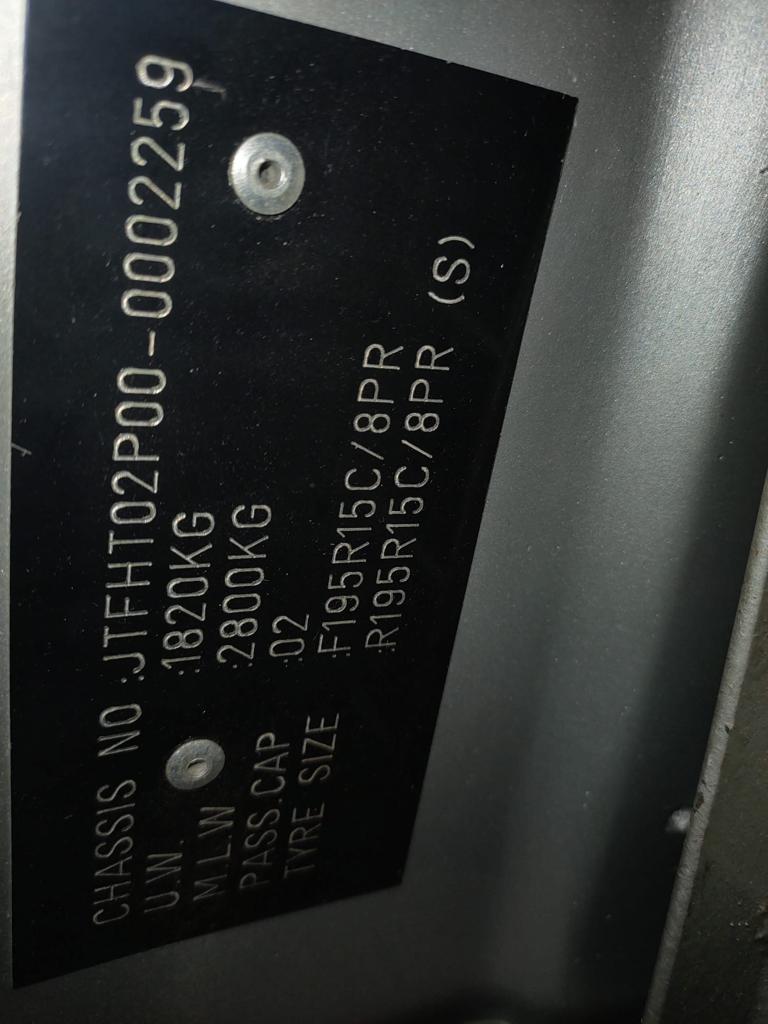 CHASSIS NO :JTFHT02P00-0002259
U.W. :1820KG
M.L.W :2800KG
PASS.CAP :02
TYRE SIZE :F195R15C/8PR
:R195R15C/8PR (S)